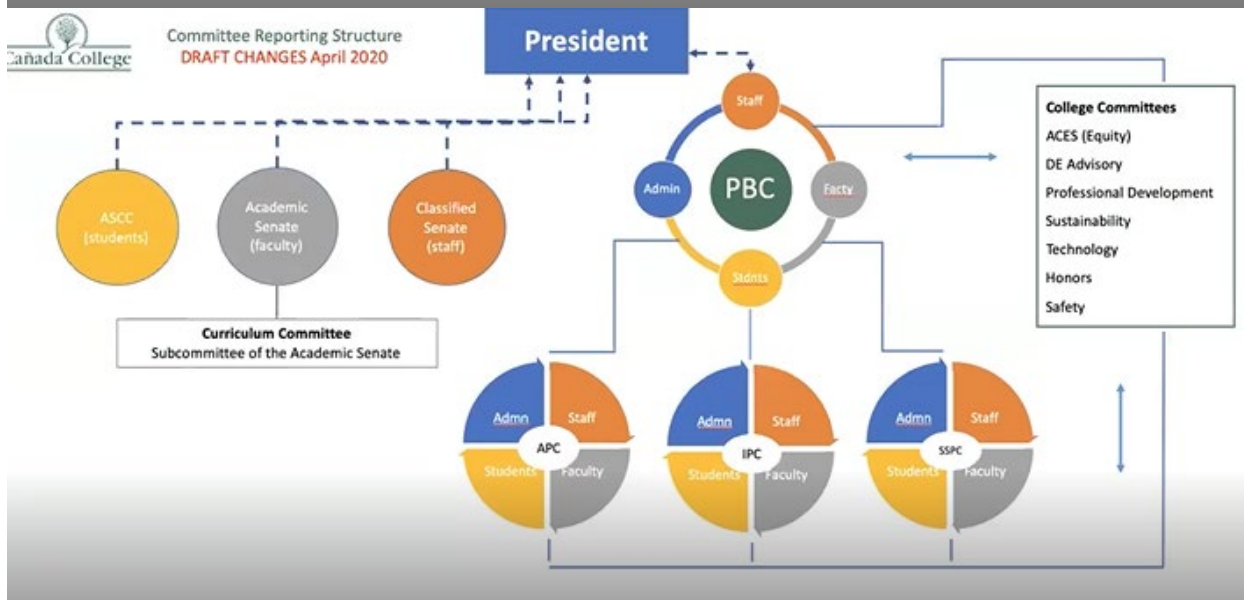 Cañada College
Committee Reporting Structure
DRAFT CHANGES April 2020
President
Staff
Admin
PBC
Facty
Stdnts
ASCC
(students)
Academic
Senate
(faculty)
Classified
Senate
(staff)
Curriculum Committee
Subcommittee of the Academic Senate
College Committees
ACES (Equity)
DE Advisory
Professional Development
Sustainability
Technology
Honors
Safety
Admn
Staff
APC
Students
Faculty
Admn
Staff
IPC
Students
Faculty
Admn
Staff
SSPC
Students
Faculty